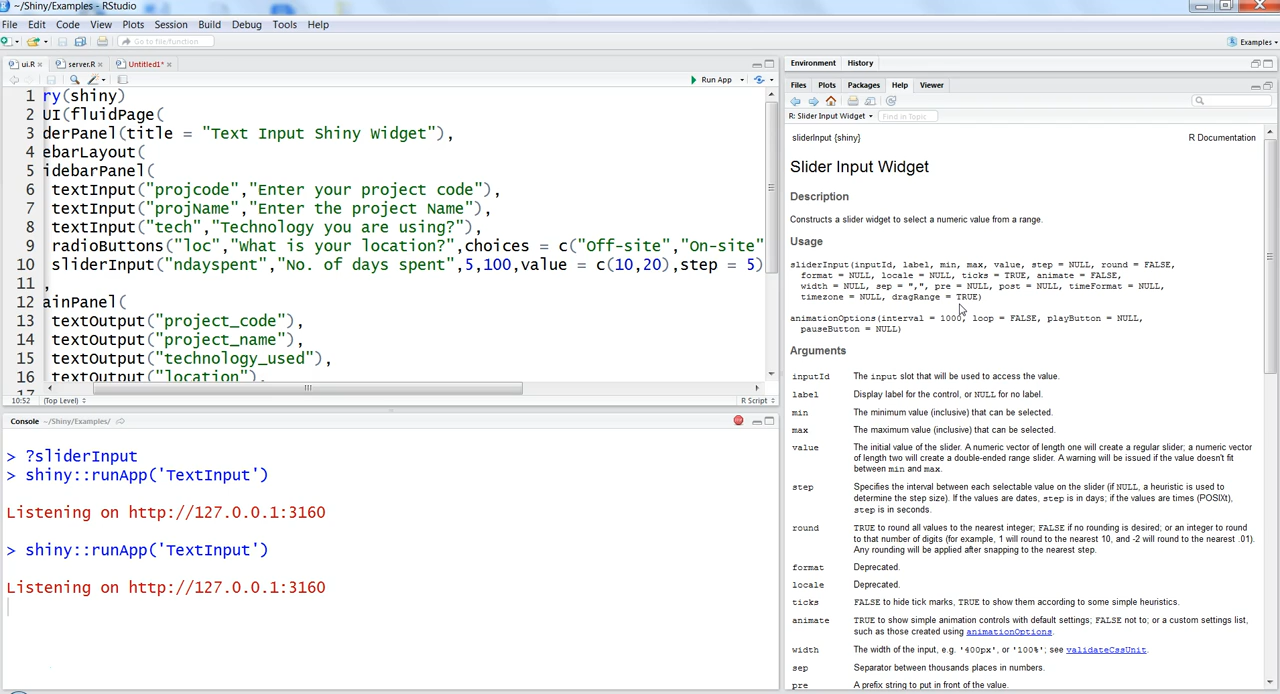 ~/Shiny/Examples - RStudio
File Edit Code View Plots Session Build Debug Tools Help
Go to file/function
Examples
ui.R server.R Untitled1*
Run App
1 ry(shiny)
2 UI(fluidPage(
3 derPanel(title = "Text Input Shiny Widget"),
4 ebarLayout(
5 idebarPanel(
6 textInput("projcode","Enter your project code"),
7 textInput("projName","Enter the project Name"),
8 textInput("tech","Technology you are using?"),
9 radioButtons("loc","What is your location?",choices = c("Off-site","On-site"
10 sliderInput("ndayspent","No. of days spent",5,100,value = c(10,20),step = 5)
11 ,
12 ainPanel(
13 textOutput("project_code"),
14 textOutput("project_name"),
15 textOutput("technology_used"),
16 textOutput("location"),
17
10:52 (Top Level) R Script
Console ~/Shiny/Examples/
> ?sliderInput
> shiny::runApp('TextInput')
Listening on http://127.0.0.1:3160
> shiny::runApp('TextInput')
Listening on http://127.0.0.1:3160
Environment History
Files Plots Packages Help Viewer
R: Slider Input Widget Find in Topic
sliderInput {shiny} R Documentation
Slider Input Widget
Description
Constructs a slider widget to select a numeric value from a range.
Usage
sliderInput(inputId, label, min, max, value, step = NULL, round = FALSE,
format = NULL, locale = NULL, ticks = TRUE, animate = FALSE,
width = NULL, sep = ",", pre = NULL, post = NULL, timeFormat = NULL,
timezone = NULL, dragRange = TRUE)
animationOptions(interval = 1000, loop = FALSE, playButton = NULL,
pauseButton = NULL)
Arguments
inputId The input slot that will be used to access the value.
label Display label for the control, or NULL for no label.
min The minimum value (inclusive) that can be selected.
max The maximum value (inclusive) that can be selected.
value The initial value of the slider. A numeric vector of length one will create a regular slider; a numeric vector
of length two will create a double-ended range slider. A warning will be issued if the value doesn't fit
between min and max.
step Specifies the interval between each selectable value on the slider (if NULL, a heuristic is used to
determine the step size). If the values are dates, step is in days; if the values are times (POSIXt),
step is in seconds.
round TRUE to round all values to the nearest integer; FALSE if no rounding is desired; or an integer to round
to that number of digits (for example, 1 will round to the nearest 10, and -2 will round to the nearest .01).
Any rounding will be applied after snapping to the nearest step.
format Deprecated.
locale Deprecated.
ticks FALSE to hide tick marks, TRUE to show them according to some simple heuristics.
animate TRUE to show simple animation controls with default settings; FALSE not to; or a custom settings list,
such as those created using animationOptions.
width The width of the input, e.g. '400px', or '100%'; see validateCssUnit.
sep Separator between thousands places in numbers.
pre A prefix string to put in front of the value.